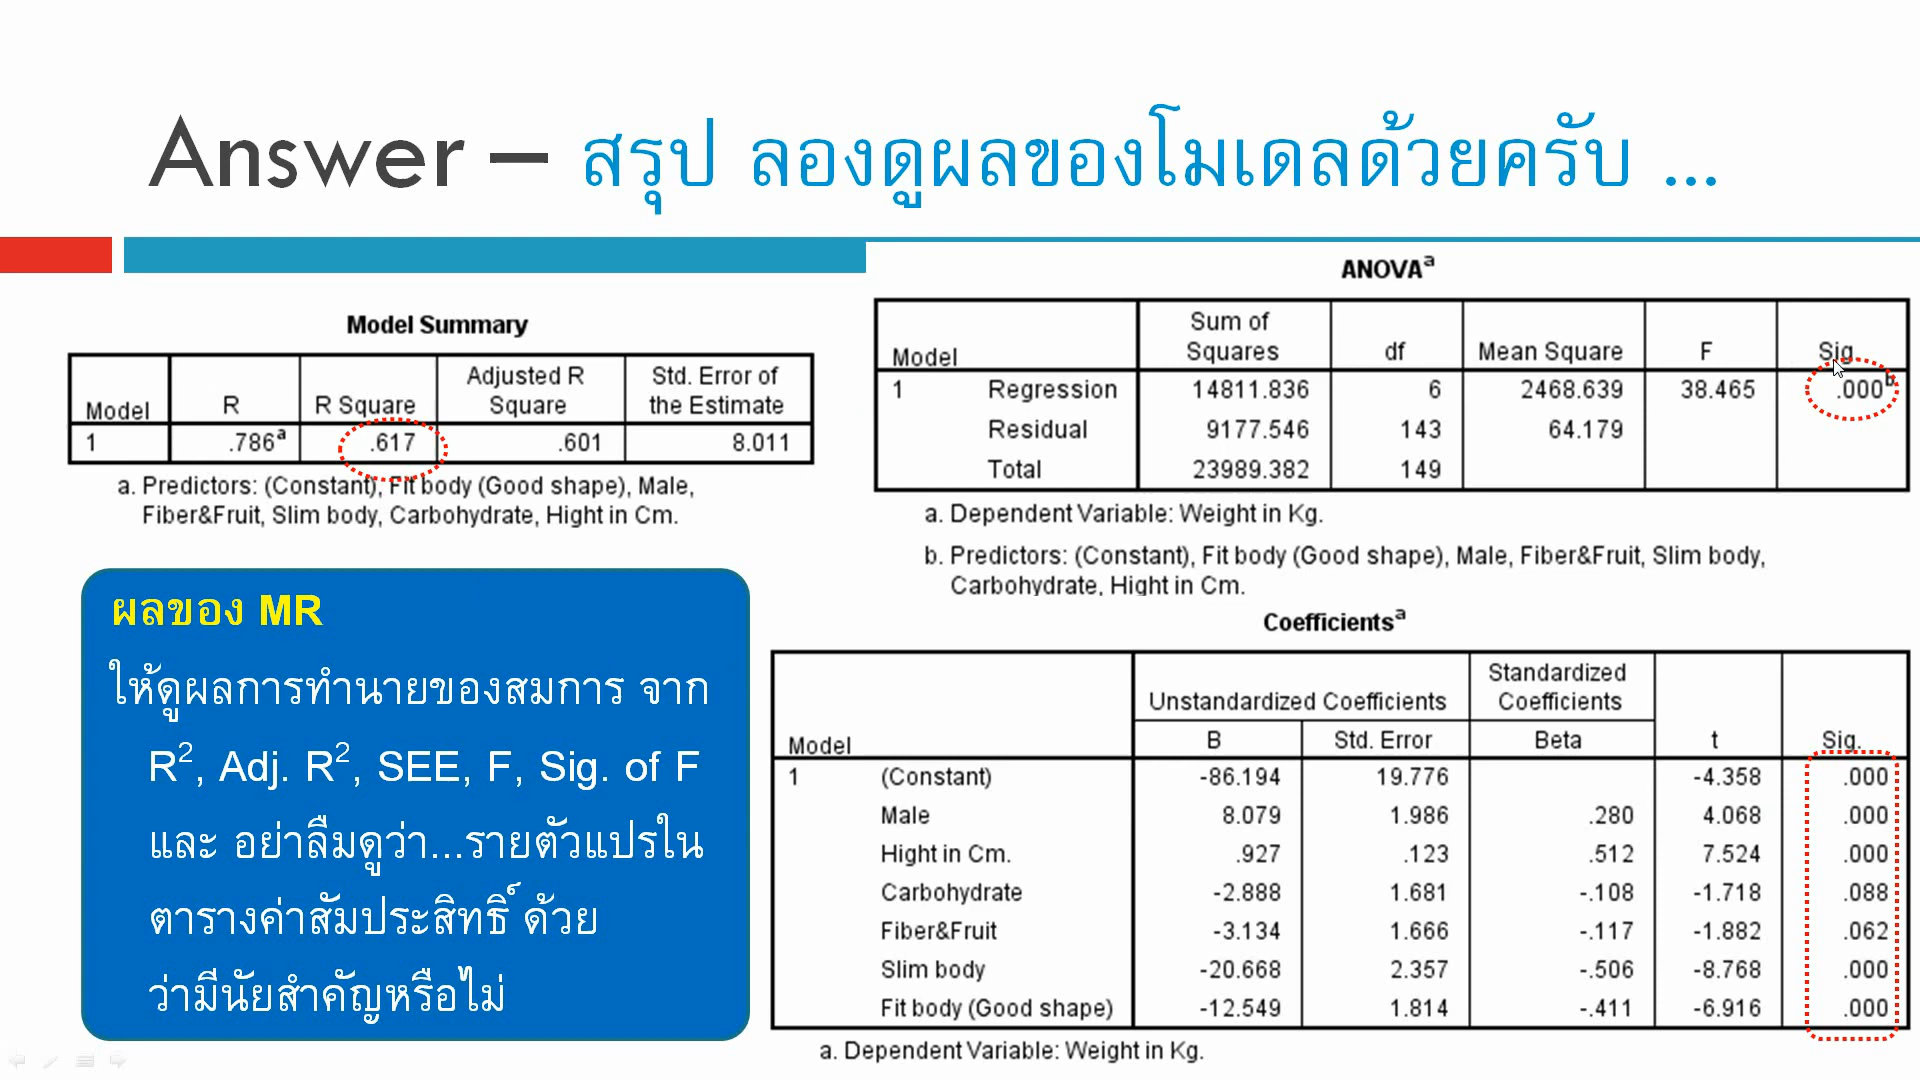 Answer – สรุป ลองดูผลของโมเดลด้วยครับ ...
Model Summary
Model R R Square Adjusted R Square Std. Error of the Estimate
1 .786a .617 .601 8.011
a. Predictors: (Constant), Fit body (Good shape), Male,
Fiber&Fruit, Slim body, Carbohydrate, Hight in Cm.
ผลของ MR
ให้ดูผลการทำนายของสมการ จาก
R2, Adj. R2, SEE, F, Sig. of F
และ อย่าลืมดูว่า...รายตัวแปรใน
ตารางค่าสัมประสิทธิ์ ด้วย
ว่ามีนัยสำคัญหรือไม่
ANOVAa
Model Sum of Squares df Mean Square F Sig.
1 Regression 14811.836 6 2468.639 38.465 .000b
Residual 9177.546 143 64.179
Total 23989.382 149
a. Dependent Variable: Weight in Kg.
b. Predictors: (Constant), Fit body (Good shape), Male, Fiber&Fruit, Slim body,
Carbohydrate, Hight in Cm.
Coefficientsa
Model Unstandardized Coefficients Standardized Coefficients t Sig.
B Std. Error Beta
1 (Constant) -86.194 19.776 -4.358 .000
Male 8.079 1.986 .280 4.068 .000
Hight in Cm. .927 .123 .512 7.524 .000
Carbohydrate -2.888 1.681 -.108 -1.718 .088
Fiber&Fruit -3.134 1.666 -.117 -1.882 .062
Slim body -20.668 2.357 -.506 -8.768 .000
Fit body (Good shape) -12.549 1.814 -.411 -6.916 .000
a. Dependent Variable: Weight in Kg.